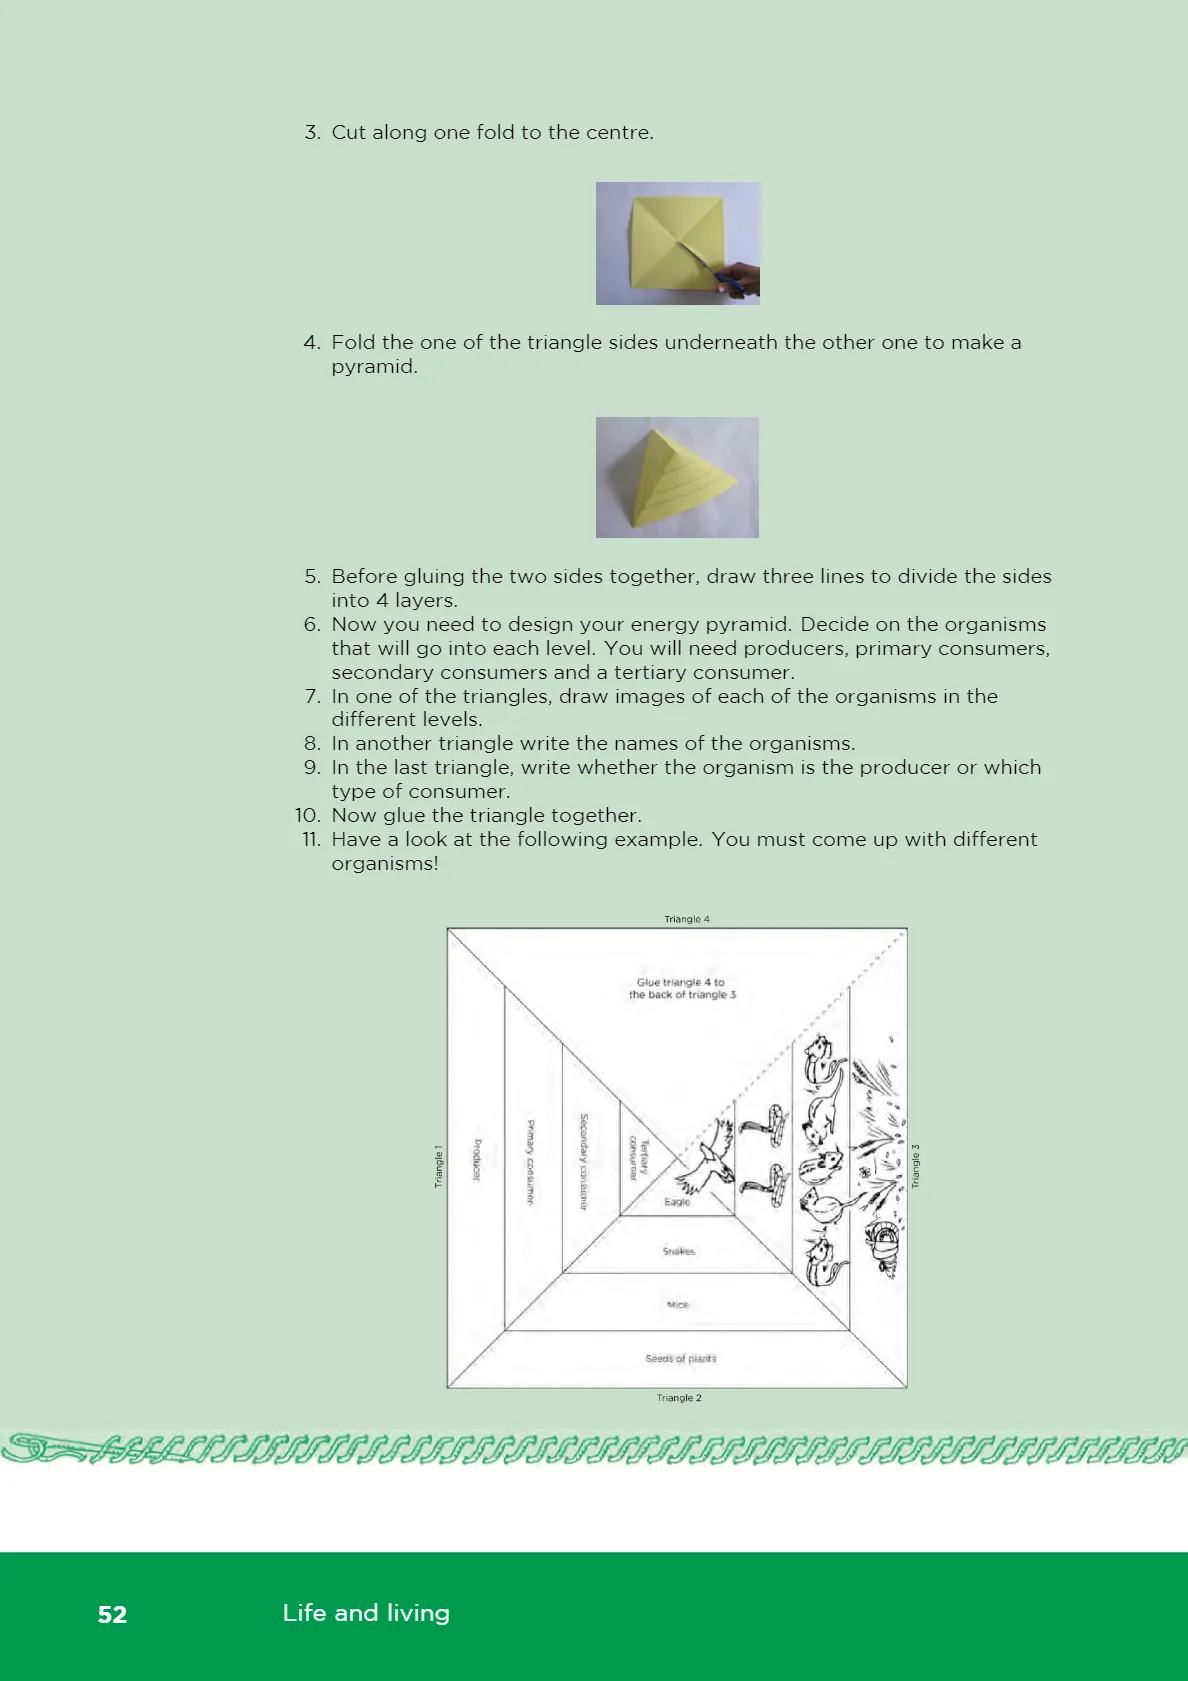 3. Cut along one fold to the centre.
4. Fold the one of the triangle sides underneath the other one to make a
pyramid.
5. Before gluing the two sides together, draw three lines to divide the sides
into 4 layers.
6. Now you need to design your energy pyramid. Decide on the organisms
that will go into each level. You will need producers, primary consumers,
secondary consumers and a tertiary consumer.
7. In one of the triangles, draw images of each of the organisms in the
different levels.
8. In another triangle write the names of the organisms.
9. In the last triangle, write whether the organism is the producer or which
type of consumer.
10. Now glue the triangle together.
11. Have a look at the following example. You must come up with different
organisms!
Triangle 4
Glue triangle 4 to
the back of triangle 3
Triangle 1
Producer
Primary consumer
Secondary consumer
Tertiary
consumer
Eagle
Snakes
Mice
Seeds of plants
Triangle 3
Triangle 2
52
Life and living